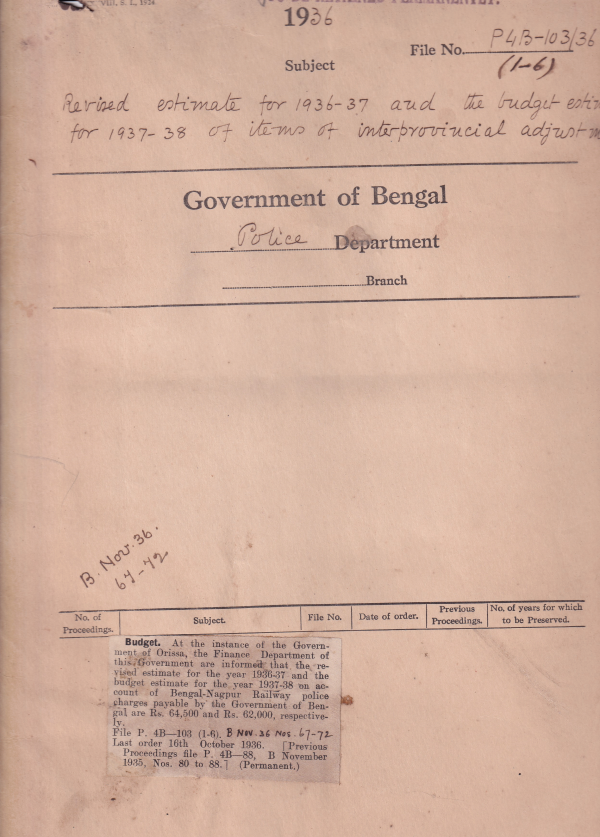 VIII. S. L. 1934
TO BE RETAINED PERMANENTLY.
1936
File No. P4B-103/36
(1-6)
Subject
Revised estimate for 1936-37 and the budget
for 1937-38 of items of interprovincial
Government of Bengal
Police Department
Branch
B. Nov. 36.
67-72
No. of Proceedings. Subject. File No. Date of order. Previous Proceedings. No. of years for which to be Preserved.
Budget. At the instance of the Govern-
ment of Orissa, the Finance Department of
this Government are informed that the re-
vised estimate for the year 1936-37 and the
budget estimate for the year 1937-38 on ac-
count of Bengal-Nagpur Railway police
charges payable by the Government of Ben-
gal are Rs. 64,500 and Rs. 62,000, respective-
ly.
File P. 4B—103 (1-6). B Nov. 36 Nos. 67-72
Last order 16th October 1936. [Previous
Proceedings file P. 4B—88, B November
1935, Nos. 80 to 88.] (Permanent.)